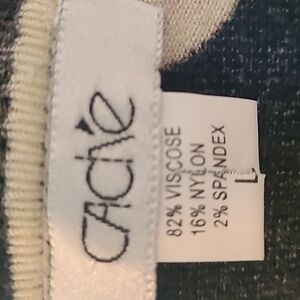 CACHÉ
82% VISCOSE
16% NYLON
2% SPANDEX
L